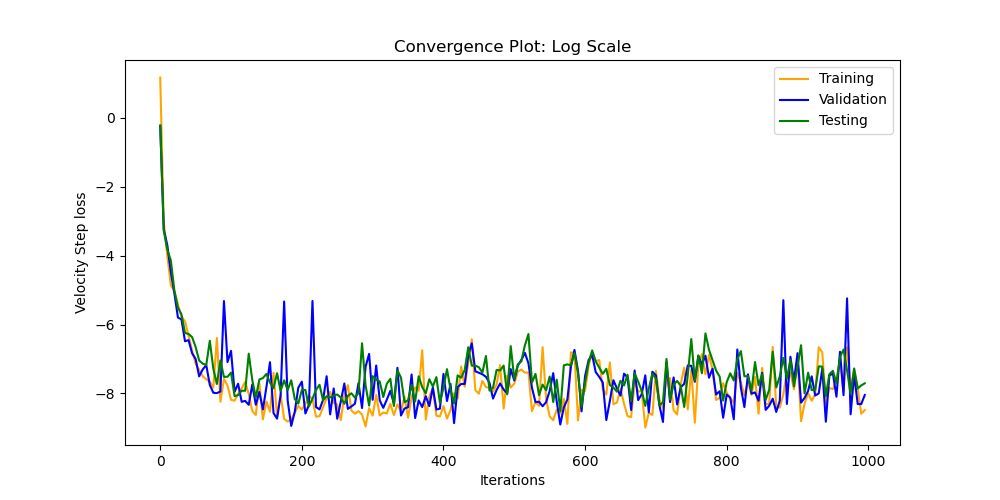 Convergence Plot: Log Scale
Training
Validation
Testing
Velocity Step loss
0
−2
−4
−6
−8
0 200 400 600 800 1000
Iterations